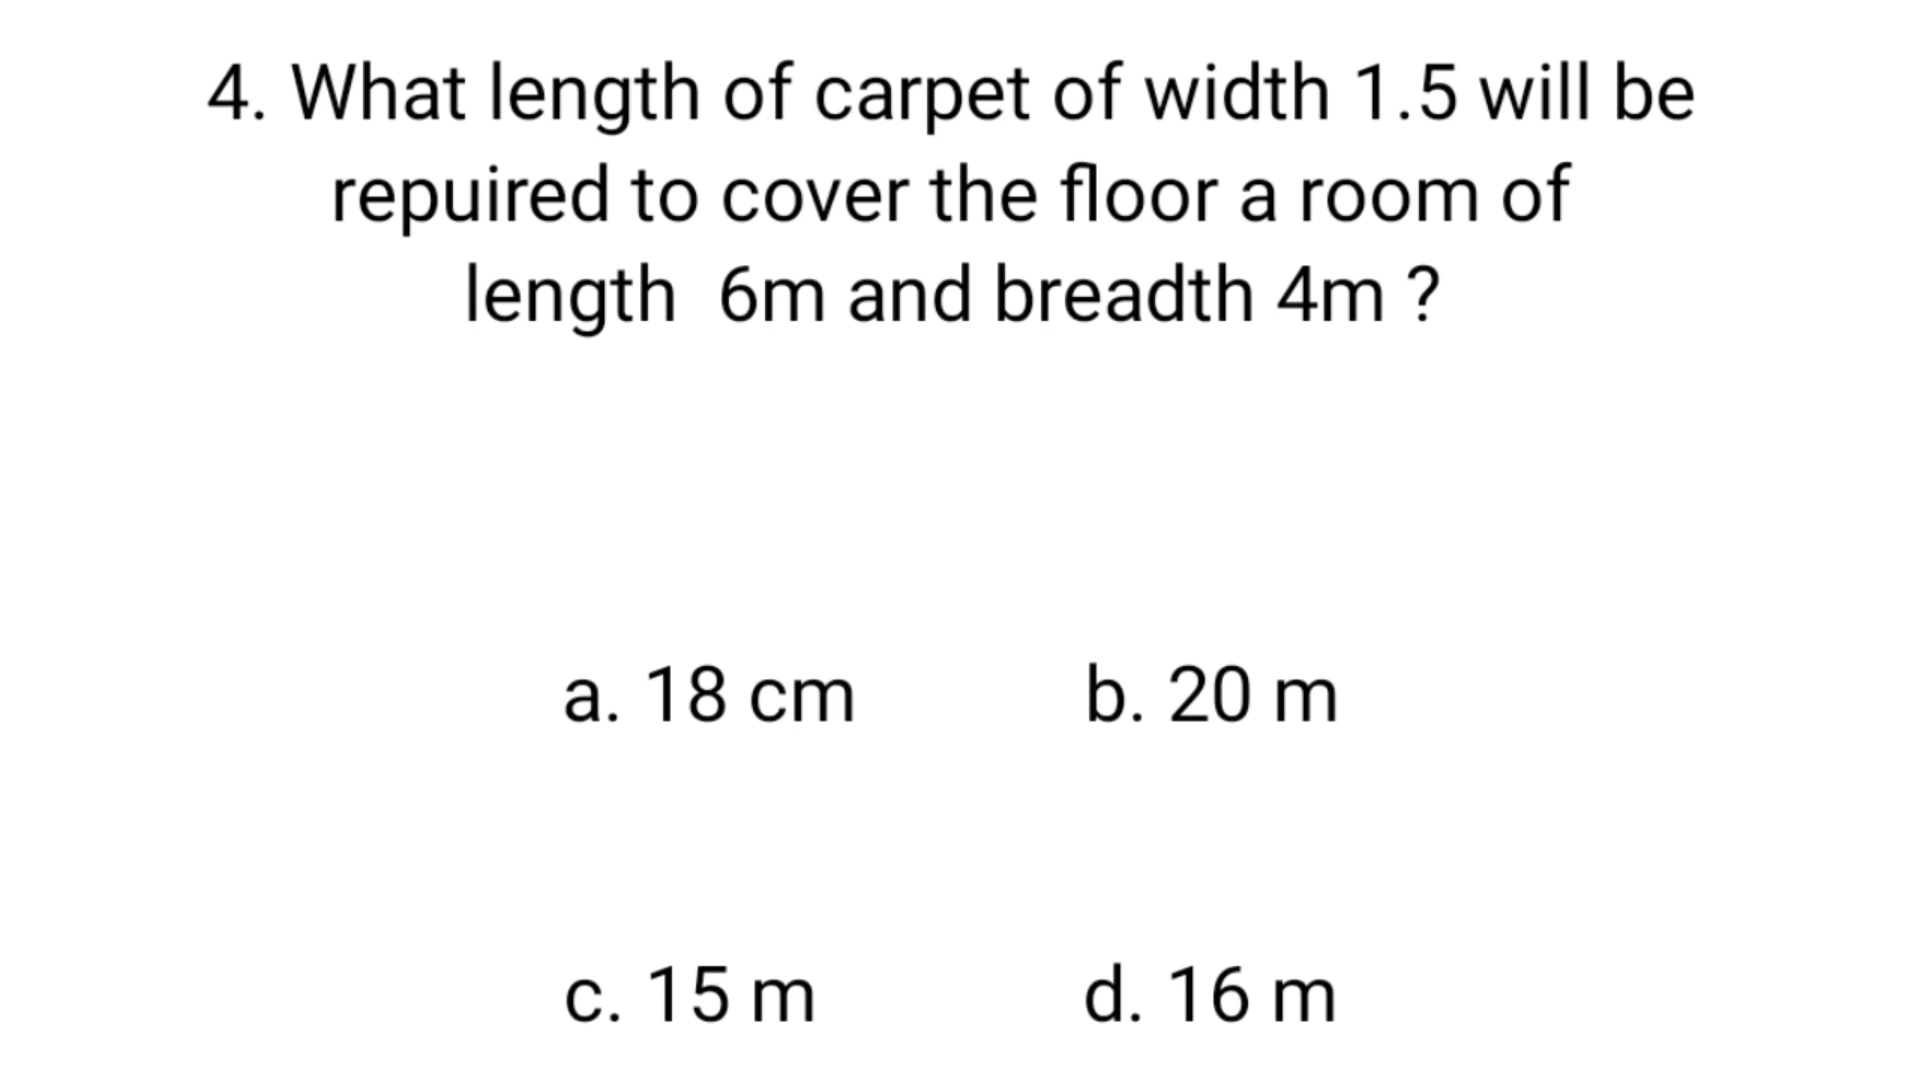 4. What length of carpet of width 1.5 will be
repuired to cover the floor a room of
length  6m and breadth 4m ?
a. 18 cm
b. 20 m
c. 15 m
d. 16 m